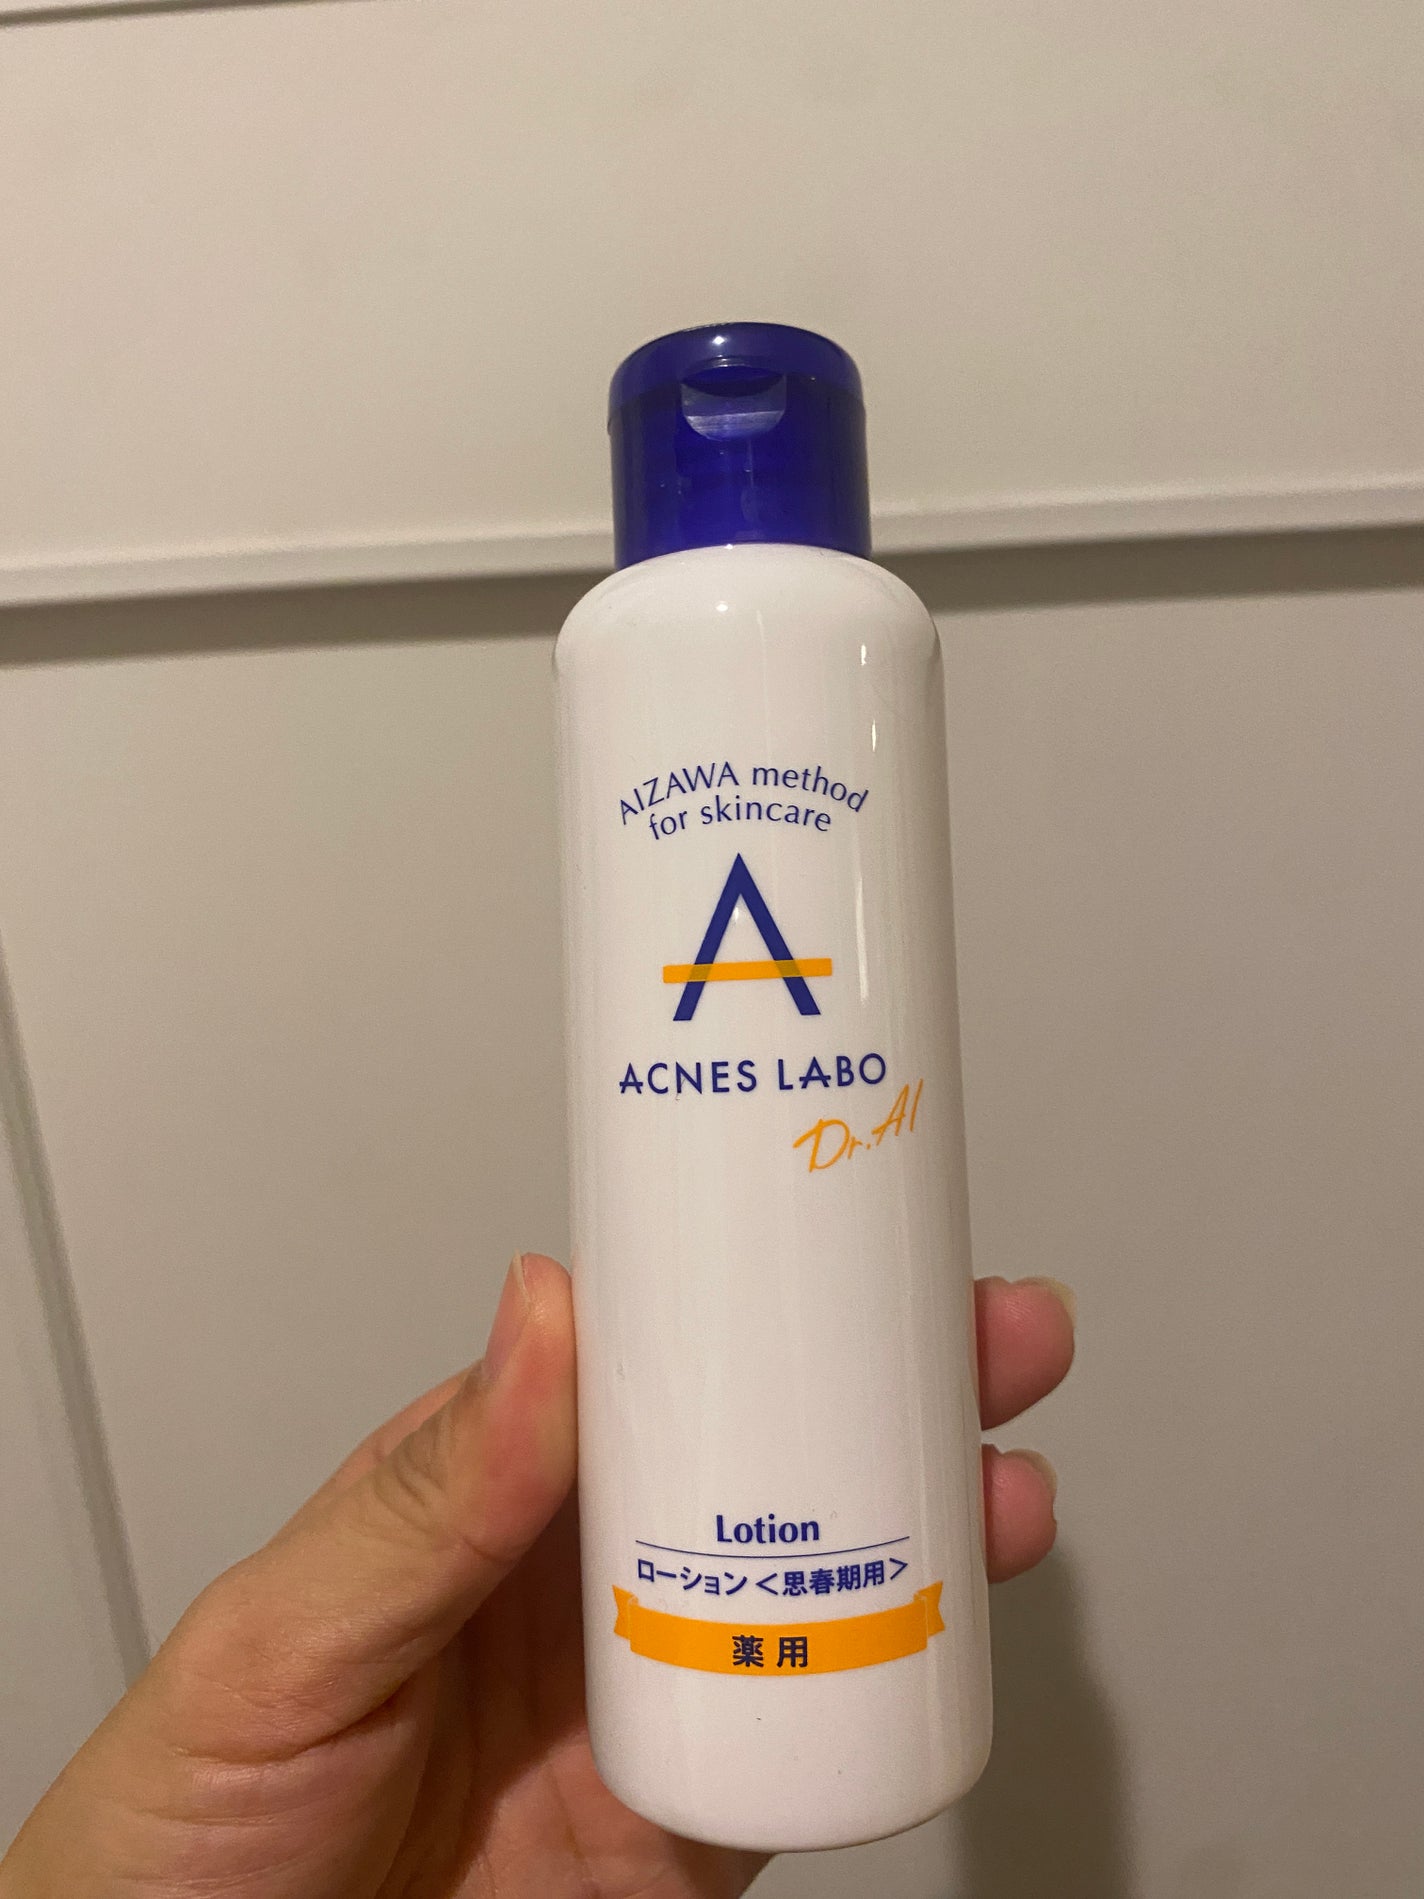 AIZAWA method
for skincare
A
ACNES LABO
Dr.AI
Lotion
ローション＜思春期用＞
薬用